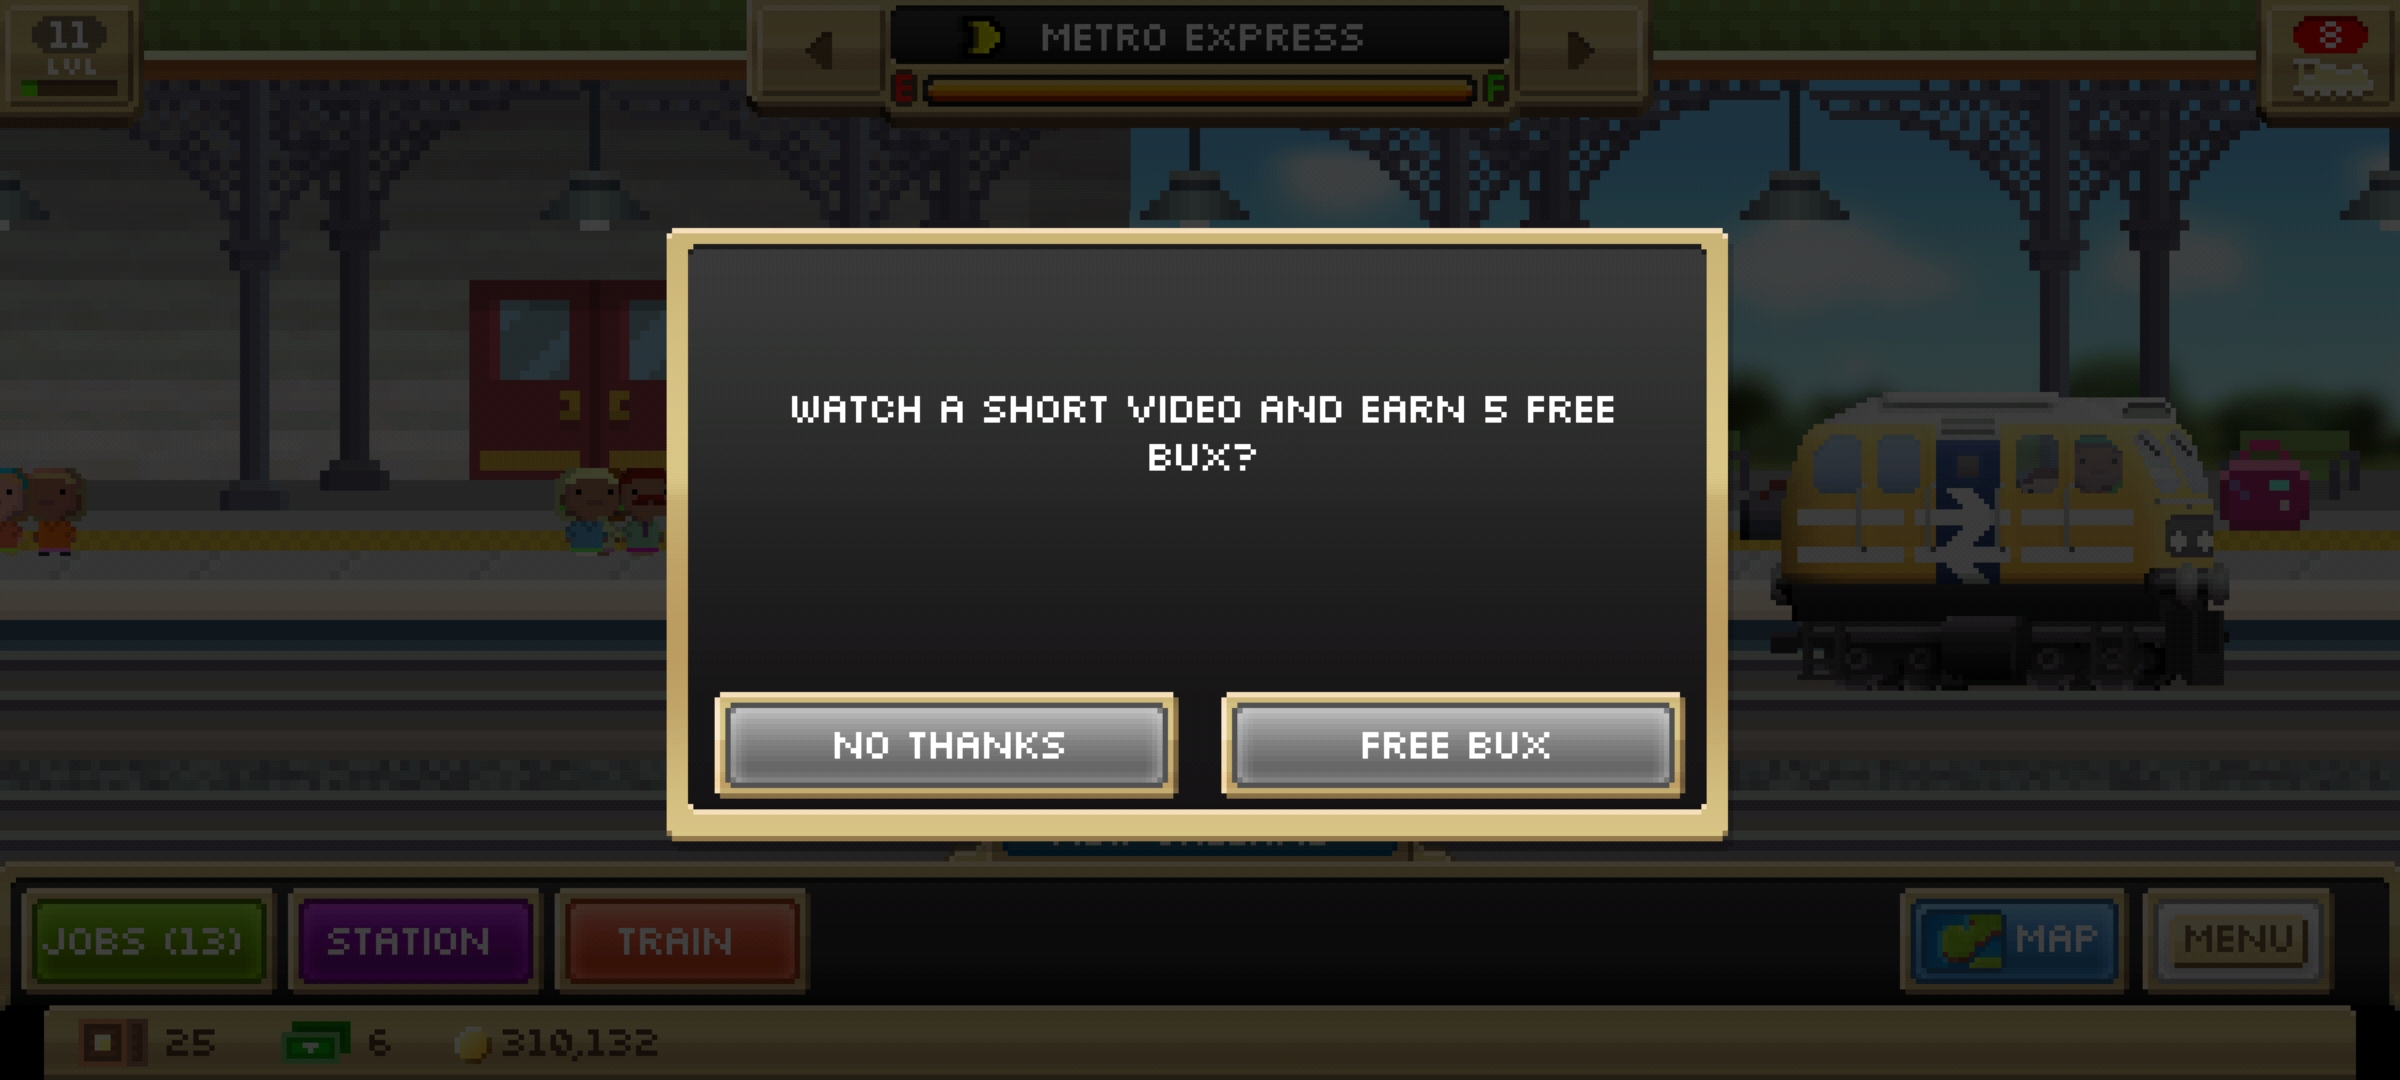 11
LVL
METRO EXPRESS
E F
8
WATCH A SHORT VIDEO AND EARN 5 FREE
BUX?
NO THANKS
FREE BUX
JOBS (13)
STATION
TRAIN
MAP
MENU
25
6
310,132